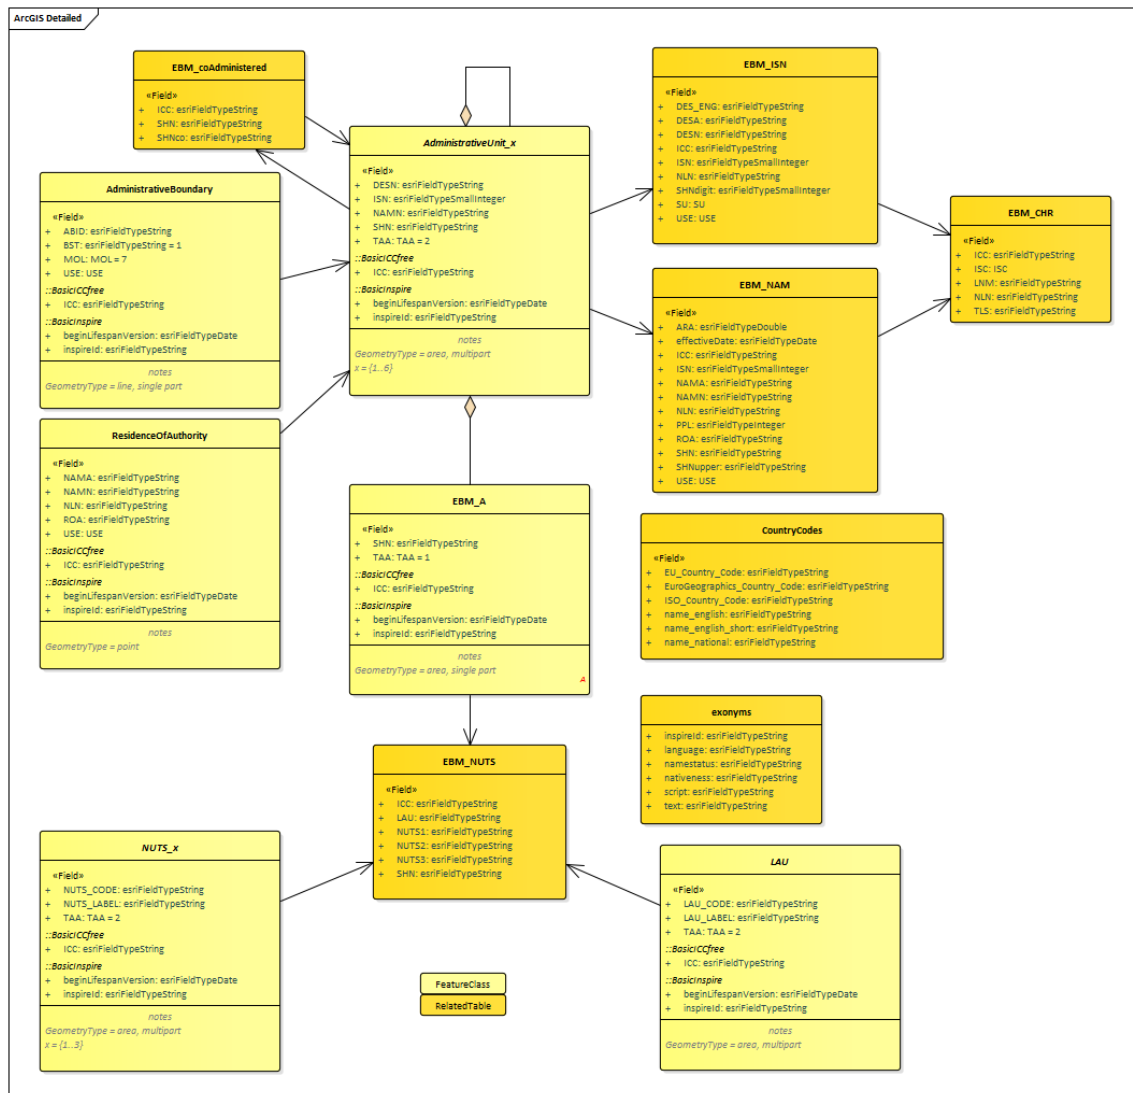 ArcGIS Detailed
EBM_coAdministered
«Field»
+ ICC: esriFieldTypeString
+ SHN: esriFieldTypeString
+ SHNco: esriFieldTypeString
AdministrativeUnit_x
«Field»
+ DESN: esriFieldTypeString
+ ISN: esriFieldTypeSmallInteger
+ NAMN: esriFieldTypeString
+ SHN: esriFieldTypeString
+ TAA: TAA = 2
::BasicICCfree
+ ICC: esriFieldTypeString
::BasicInspire
+ beginLifespanVersion: esriFieldTypeDate
+ inspireId: esriFieldTypeString
notes
GeometryType = area, multipart
x = {1..6}
EBM_ISN
«Field»
+ DES_ENG: esriFieldTypeString
+ DESA: esriFieldTypeString
+ DESN: esriFieldTypeString
+ ICC: esriFieldTypeString
+ ISN: esriFieldTypeSmallInteger
+ NLN: esriFieldTypeString
+ SHNdigit: esriFieldTypeSmallInteger
+ SU: SU
+ USE: USE
AdministrativeBoundary
«Field»
+ ABID: esriFieldTypeString
+ BST: esriFieldTypeString = 1
+ MOL: MOL = 7
+ USE: USE
::BasicICCfree
+ ICC: esriFieldTypeString
::BasicInspire
+ beginLifespanVersion: esriFieldTypeDate
+ inspireId: esriFieldTypeString
notes
GeometryType = line, single part
EBM_CHR
«Field»
+ ICC: esriFieldTypeString
+ ISC: ISC
+ LNM: esriFieldTypeString
+ NLN: esriFieldTypeString
+ TLS: esriFieldTypeString
EBM_NAM
«Field»
+ ARA: esriFieldTypeDouble
+ effectiveDate: esriFieldTypeDate
+ ICC: esriFieldTypeString
+ ISN: esriFieldTypeSmallInteger
+ NAMA: esriFieldTypeString
+ NAMN: esriFieldTypeString
+ NLN: esriFieldTypeString
+ PPL: esriFieldTypeInteger
+ ROA: esriFieldTypeString
+ SHN: esriFieldTypeString
+ SHNupper: esriFieldTypeString
+ USE: USE
ResidenceOfAuthority
«Field»
+ NAMA: esriFieldTypeString
+ NAMN: esriFieldTypeString
+ NLN: esriFieldTypeString
+ ROA: esriFieldTypeString
+ USE: USE
::BasicICCfree
+ ICC: esriFieldTypeString
::BasicInspire
+ beginLifespanVersion: esriFieldTypeDate
+ inspireId: esriFieldTypeString
notes
GeometryType = point
EBM_A
«Field»
+ SHN: esriFieldTypeString
+ TAA: TAA = 1
::BasicICCfree
+ ICC: esriFieldTypeString
::BasicInspire
+ beginLifespanVersion: esriFieldTypeDate
+ inspireId: esriFieldTypeString
notes
GeometryType = area, single part
A
CountryCodes
«Field»
+ EU_Country_Code: esriFieldTypeString
+ EuroGeographics_Country_Code: esriFieldTypeString
+ ISO_Country_Code: esriFieldTypeString
+ name_english: esriFieldTypeString
+ name_english_short: esriFieldTypeString
+ name_national: esriFieldTypeString
exonyms
+ inspireId: esriFieldTypeString
+ language: esriFieldTypeString
+ namestatus: esriFieldTypeString
+ nativeness: esriFieldTypeString
+ script: esriFieldTypeString
+ text: esriFieldTypeString
EBM_NUTS
«Field»
+ ICC: esriFieldTypeString
+ LAU: esriFieldTypeString
+ NUTS1: esriFieldTypeString
+ NUTS2: esriFieldTypeString
+ NUTS3: esriFieldTypeString
+ SHN: esriFieldTypeString
NUTS_x
«Field»
+ NUTS_CODE: esriFieldTypeString
+ NUTS_LABEL: esriFieldTypeString
+ TAA: TAA = 2
::BasicICCfree
+ ICC: esriFieldTypeString
::BasicInspire
+ beginLifespanVersion: esriFieldTypeDate
+ inspireId: esriFieldTypeString
notes
GeometryType = area, multipart
x = {1..3}
LAU
«Field»
+ LAU_CODE: esriFieldTypeString
+ LAU_LABEL: esriFieldTypeString
+ TAA: TAA = 2
::BasicICCfree
+ ICC: esriFieldTypeString
::BasicInspire
+ beginLifespanVersion: esriFieldTypeDate
+ inspireId: esriFieldTypeString
notes
GeometryType = area, multipart
FeatureClass
RelatedTable